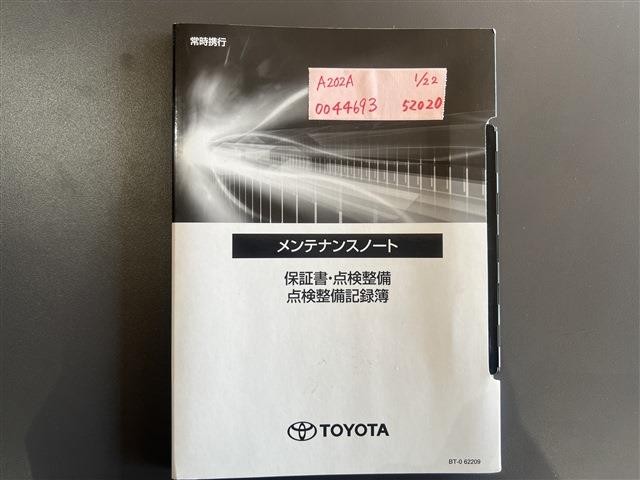 常時携行
A202A 1/22
0044693 52020
メンテナンスノート
保証書・点検整備
点検整備記録簿
TOYOTA
BT-0 62209